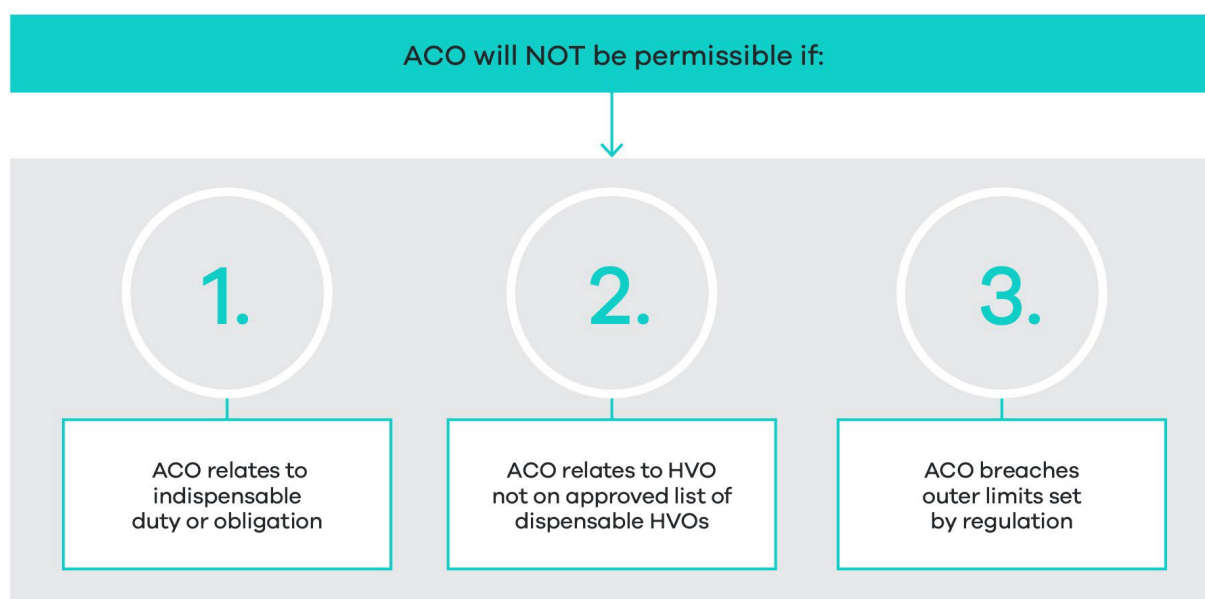 ACO will NOT be permissible if:
1.
ACO relates to
indispensable
duty or obligation
2.
ACO relates to HVO
not on approved list of
dispensable HVOs
3.
ACO breaches
outer limits set
by regulation